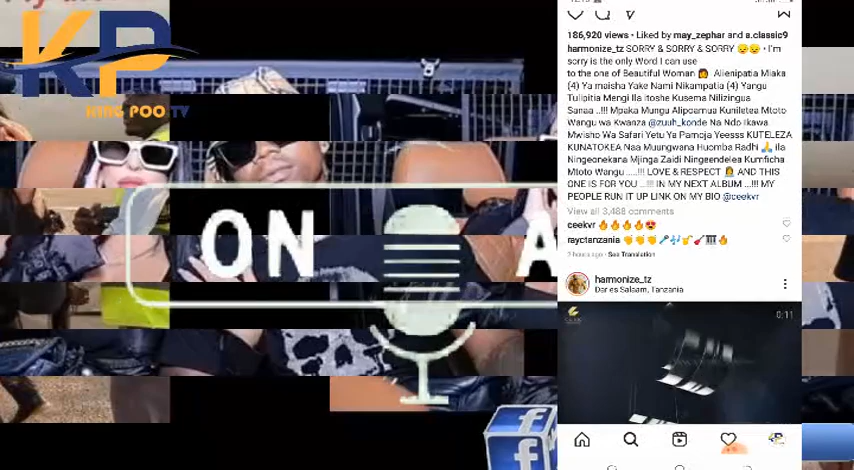 KP
KING POO.TV
ON A
186,920 views • Liked by may_zephar and a.classic9
harmonize_tz SORRY & SORRY & SORRY 😞😞 • I'm
sorry is the only Word I can use
to the one of Beautiful Woman 👩 Alienipatia Miaka
(4) Ya maisha Yake Nami Nikampatia (4) Yangu
Tulipitia Mengi Ila itoshe Kusema Nilizingua
Sanaa ..!!! Mpaka Mungu Alipoamua Kuniletea Mtoto
Wangu wa Kwanza @zuuh_konde Na Ndo Ikawa
Mwisho Wa Safari Yetu Ya Pamoja Yeesss KUTELEZA
KUNATOKEA Naa Muungwana Huomba Radhi 🙏 ila
Ningeonekana Mjinga Zaidi Ningeendelea Kumficha
Mtoto Wangu .....!!! LOVE & RESPECT 👰 AND THIS
ONE IS FOR YOU ...!!! IN MY NEXT ALBUM ...!!! MY
PEOPLE RUN IT UP LINK ON MY BIO @ceekvr
View all 3,488 comments
ceekvr 🔥🔥🔥🔥😍
rayctanzania 👏👏👏🎤🎶🎷🎸🎹🔥
2 hours ago • See Translation
harmonize_tz
Dar es Salaam, Tanzania
0:11
f
f